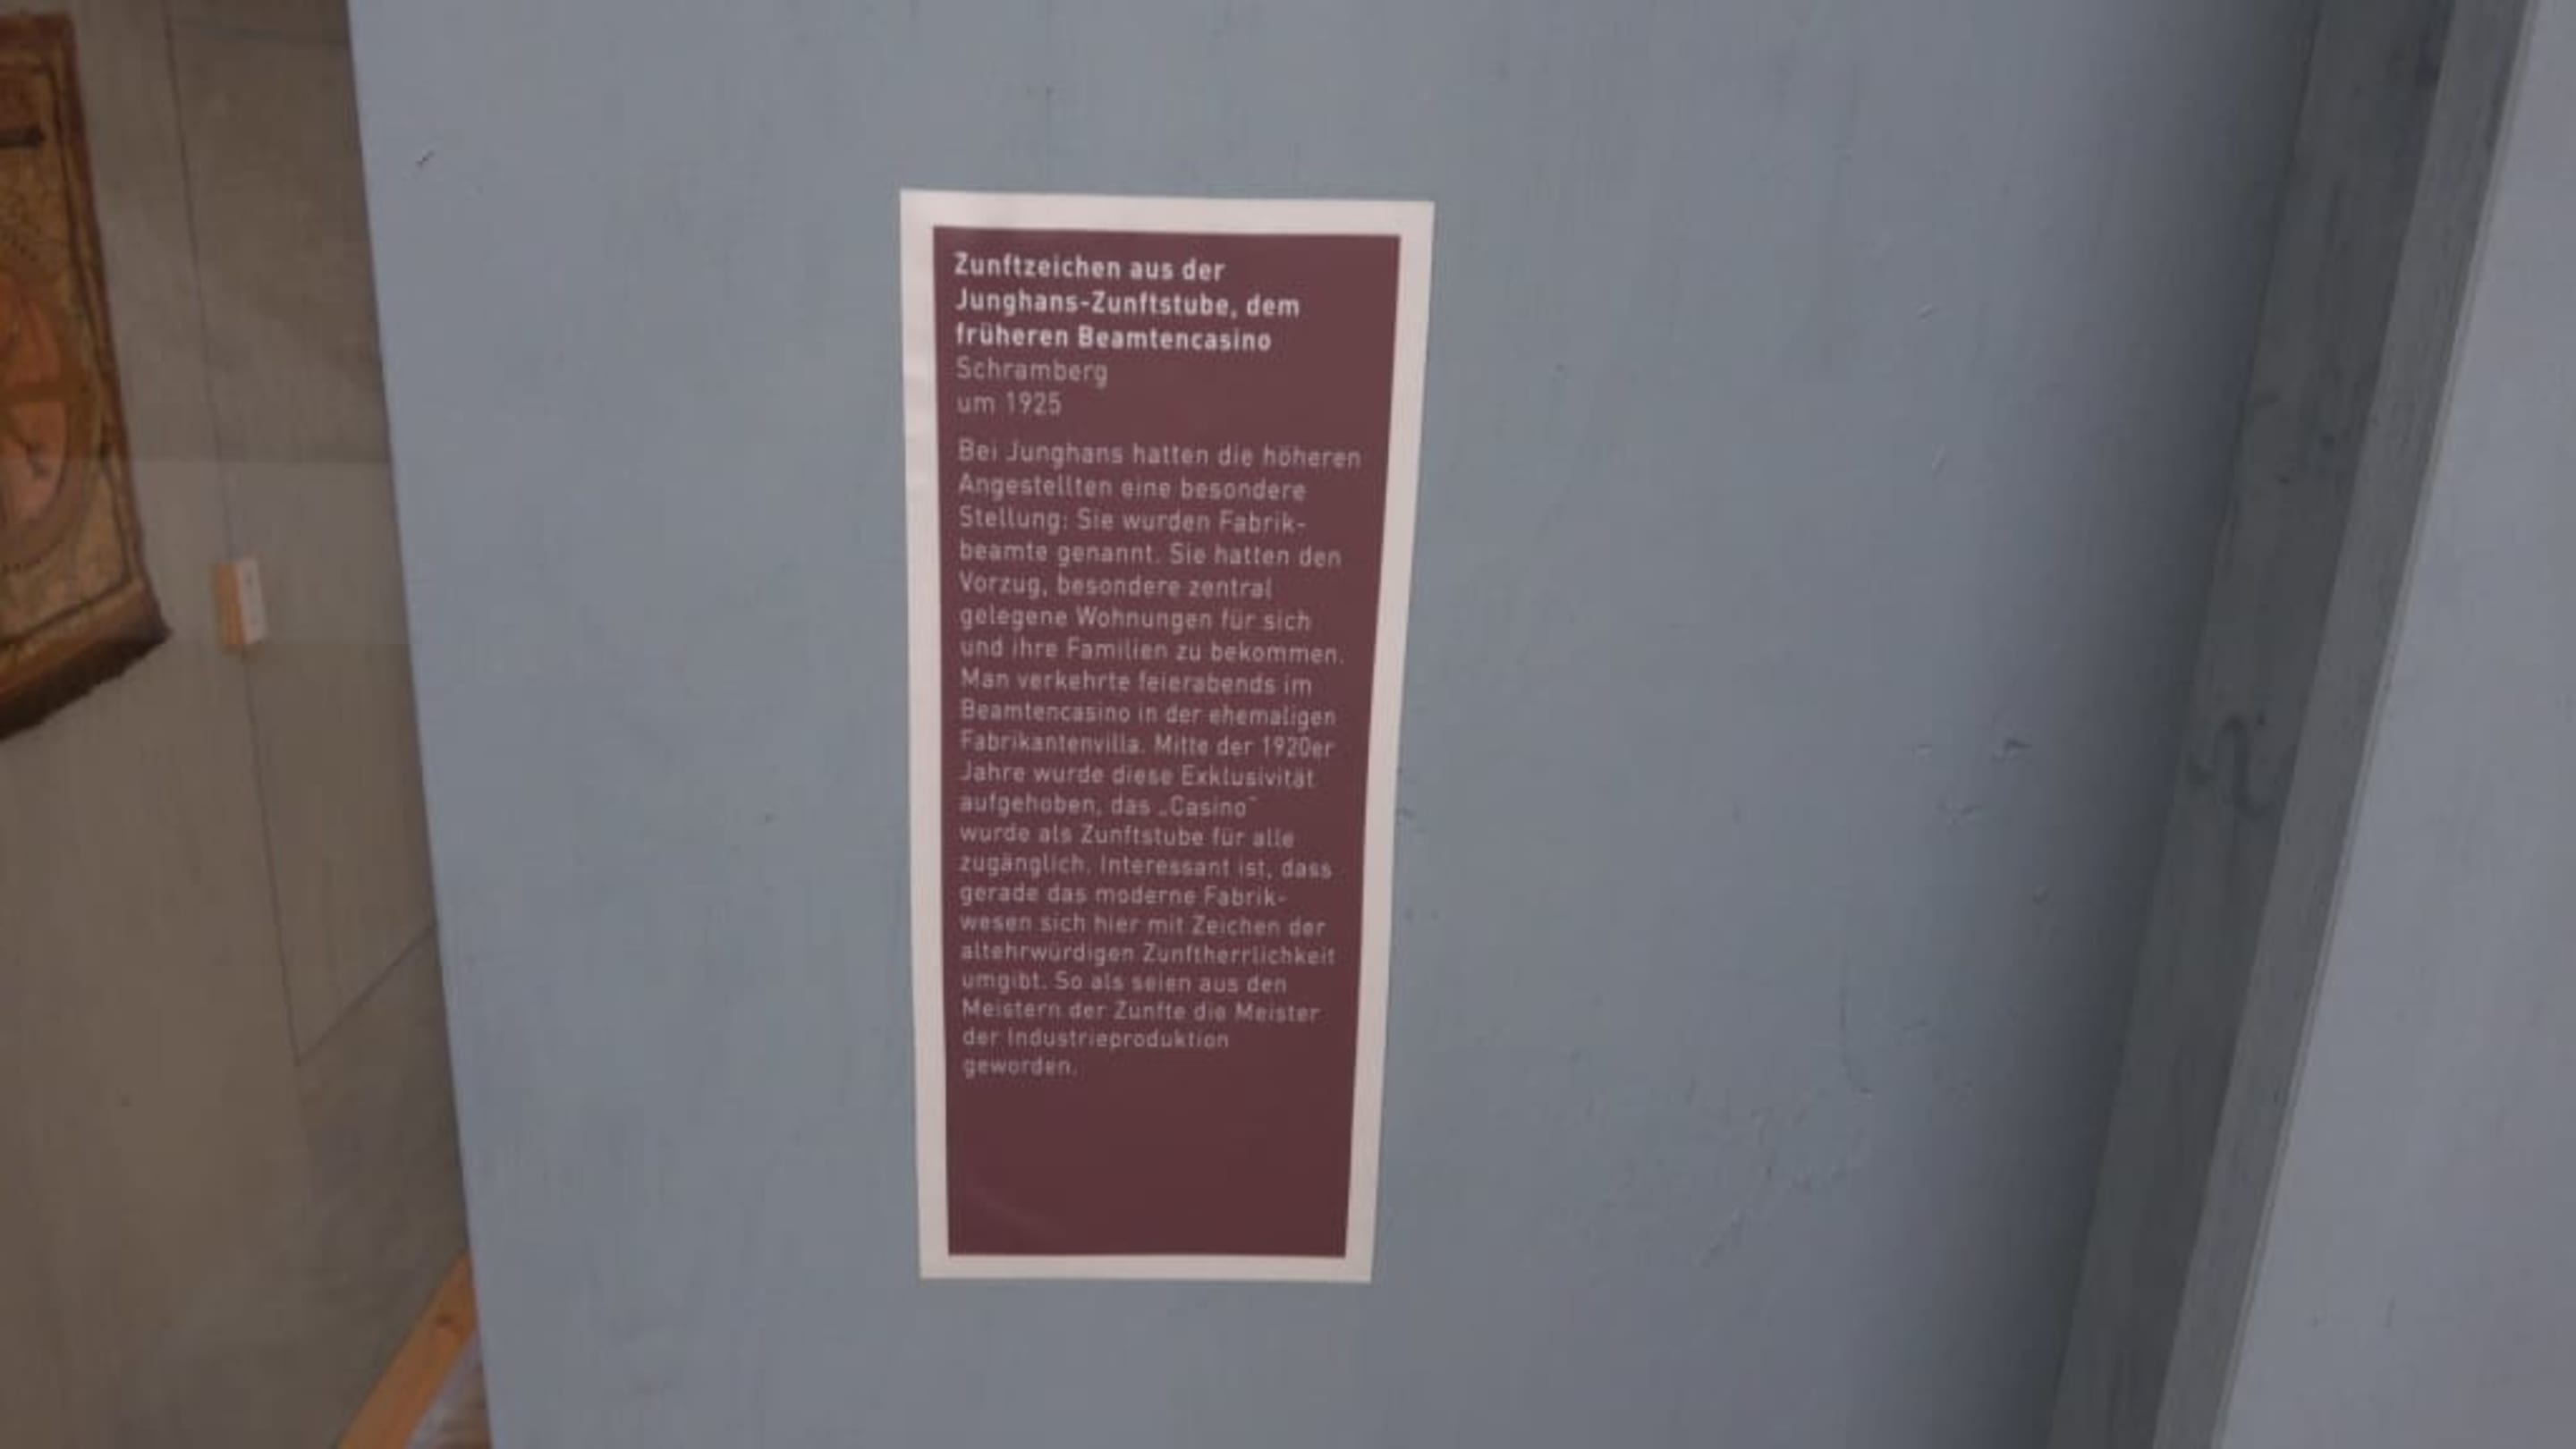 Zunftzeichen aus der
Junghans-Zunftstube, dem
früheren Beamtencasino
Schramberg
um 1925
Bei Junghans hatten die höheren
Angestellten eine besondere
Stellung: Sie wurden Fabrik-
beamte genannt. Sie hatten den
Vorzug, besondere zentral
gelegene Wohnungen für sich
und ihre Familien zu bekommen.
Man verkehrte feierabends im
Beamtencasino in der ehemaligen
Fabrikantenvilla. Mitte der 1920er
Jahre wurde diese Exklusivität
aufgehoben, das „Casino“
wurde als Zunftstube für alle
zugänglich. Interessant ist, dass
gerade das moderne Fabrik-
wesen sich hier mit Zeichen der
altehrwürdigen Zunftherrlichkeit
umgibt. So als seien aus den
Meistern der Zünfte die Meister
der Industrieproduktion
geworden.